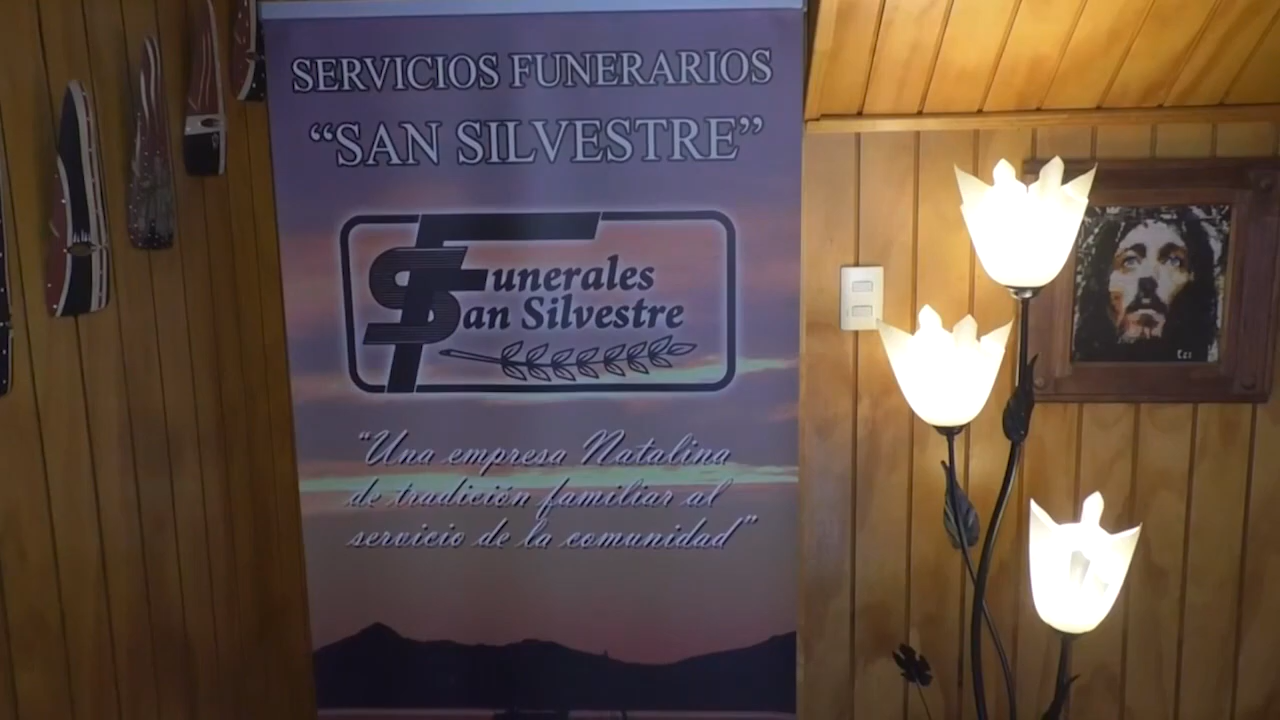 SERVICIOS FUNERARIOS
“SAN SILVESTRE”
Funerales
San Silvestre
“Una empresa Natalina
de tradición familiar al
servicio de la comunidad”